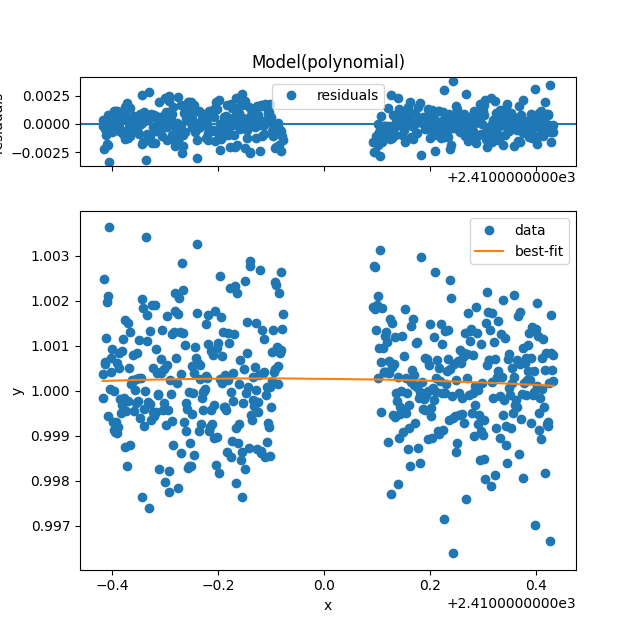 Model(polynomial)
0.0025
0.0000
−0.0025
residuals
+2.4100000000e3
1.003
1.002
1.001
1.000
0.999
0.998
0.997
y
data
best-fit
−0.4
−0.2
0.0
0.2
0.4
x
+2.4100000000e3